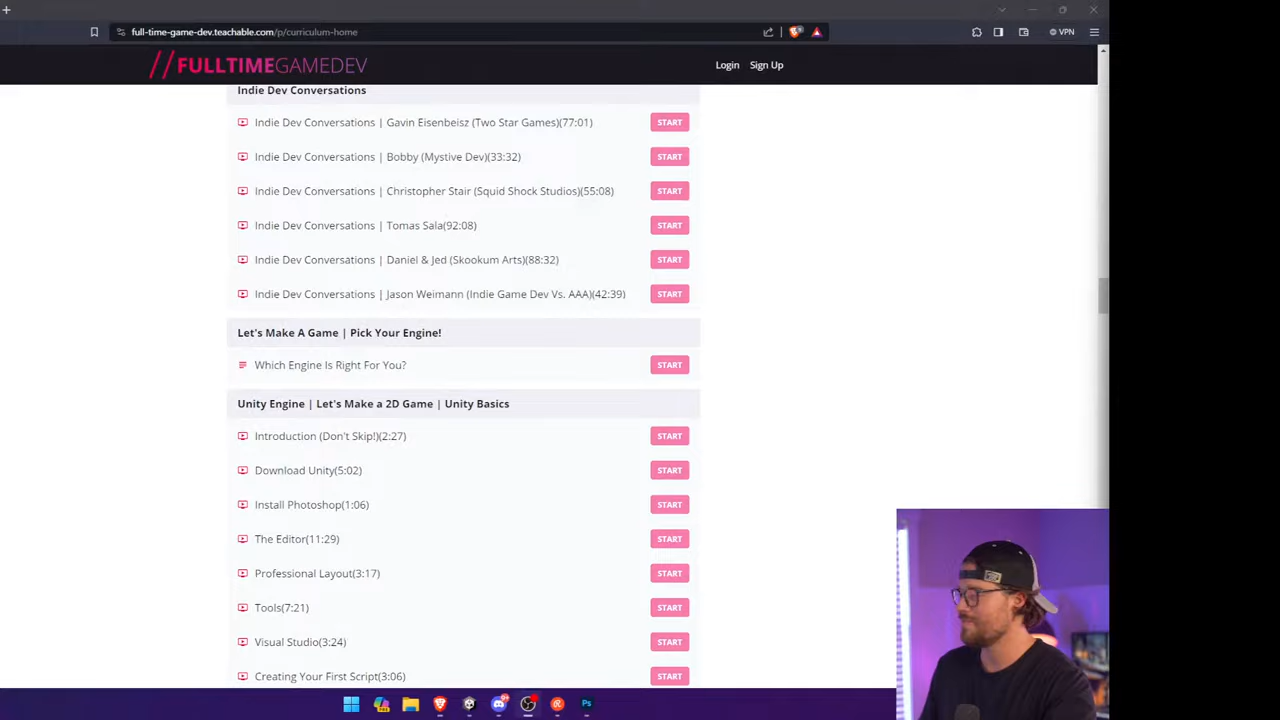 full-time-game-dev.teachable.com/p/curriculum-home
VPN
//FULLTIMEGAMEDEV
Login Sign Up
Indie Dev Conversations
Indie Dev Conversations | Gavin Eisenbeisz (Two Star Games)(77:01) START
Indie Dev Conversations | Bobby (Mystive Dev)(33:32) START
Indie Dev Conversations | Christopher Stair (Squid Shock Studios)(55:08) START
Indie Dev Conversations | Tomas Sala(92:08) START
Indie Dev Conversations | Daniel & Jed (Skookum Arts)(88:32) START
Indie Dev Conversations | Jason Weimann (Indie Game Dev Vs. AAA)(42:39) START
Let's Make A Game | Pick Your Engine!
Which Engine Is Right For You? START
Unity Engine | Let's Make a 2D Game | Unity Basics
Introduction (Don't Skip!)(2:27) START
Download Unity(5:02) START
Install Photoshop(1:06) START
The Editor(11:29) START
Professional Layout(3:17) START
Tools(7:21) START
Visual Studio(3:24) START
Creating Your First Script(3:06) START
Ps